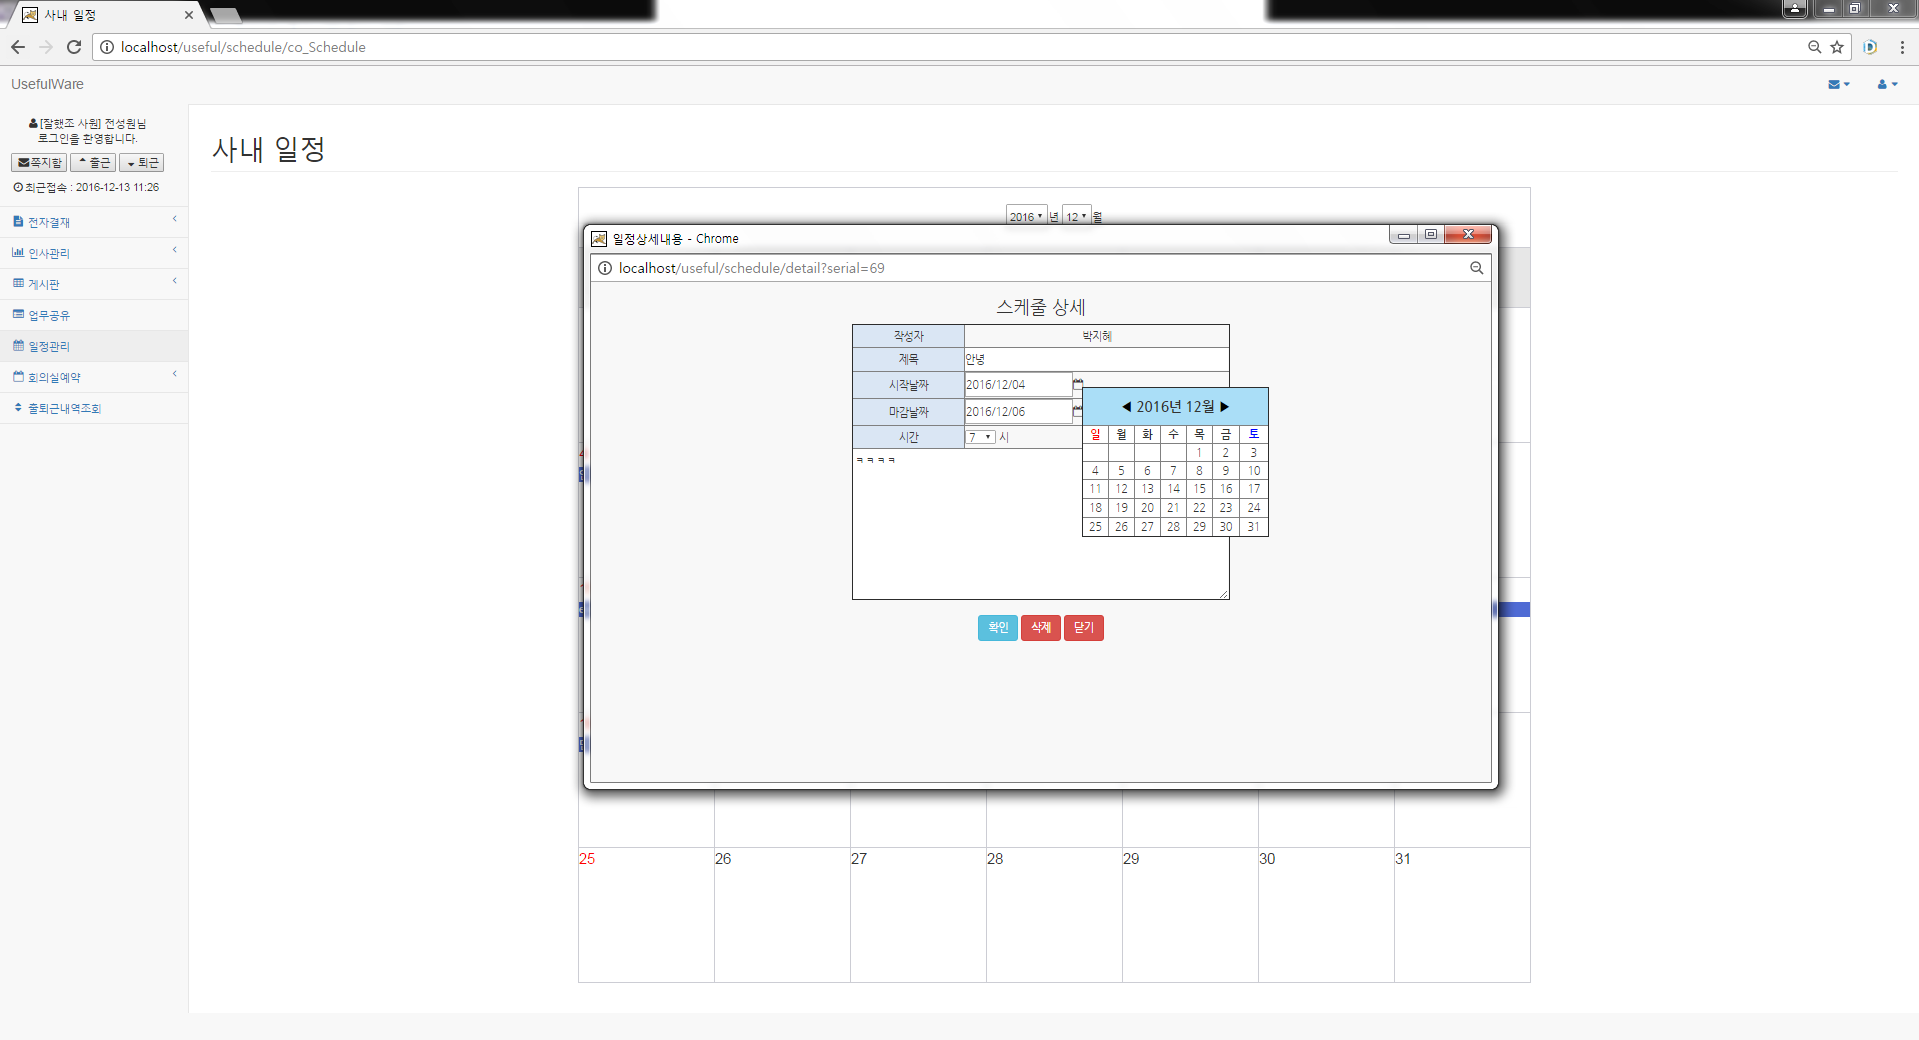 사내 일정
localhost/useful/schedule/co_Schedule
UsefulWare
[잘했조 사원] 전성원님
로그인을 환영합니다.
쪽지함 출근 퇴근
최근접속 : 2016-12-13 11:26
전자결재
인사관리
게시판
업무공유
일정관리
회의실예약
출퇴근내역조회
사내 일정
2016 년 12 월
일정상세내용 - Chrome
localhost/useful/schedule/detail?serial=69
스케줄 상세
작성자 박지혜
제목 안녕
시작날짜 2016/12/04
마감날짜 2016/12/06
시간 7 시
ㅋㅋㅋㅋ
◀ 2016년 12월 ▶
일 월 화 수 목 금 토
1 2 3
4 5 6 7 8 9 10
11 12 13 14 15 16 17
18 19 20 21 22 23 24
25 26 27 28 29 30 31
확인 삭제 닫기
25 26 27 28 29 30 31